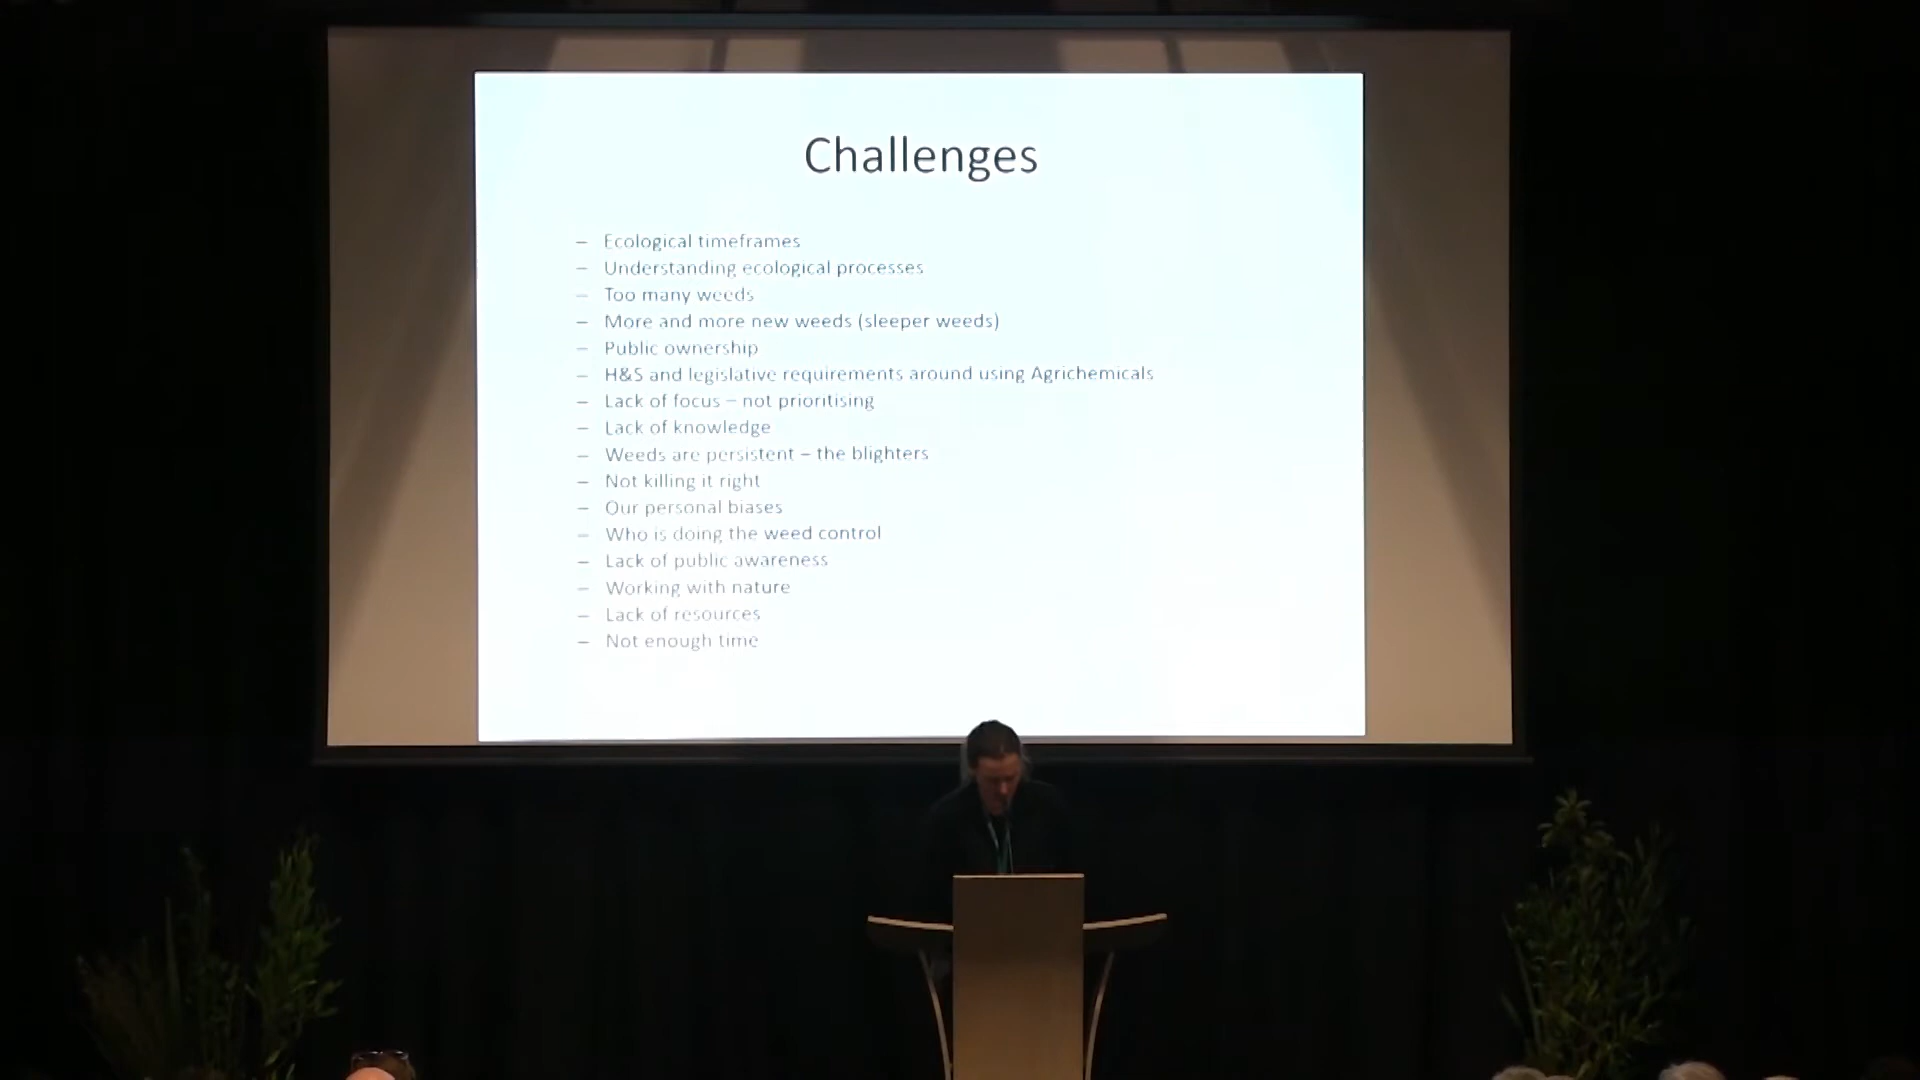 Challenges
– Ecological timeframes
– Understanding ecological processes
– Too many weeds
– More and more new weeds (sleeper weeds)
– Public ownership
– H&S and legislative requirements around using Agrichemicals
– Lack of focus – not prioritising
– Lack of knowledge
– Weeds are persistent – the blighters
– Not killing it right
– Our personal biases
– Who is doing the weed control
– Lack of public awareness
– Working with nature
– Lack of resources
– Not enough time